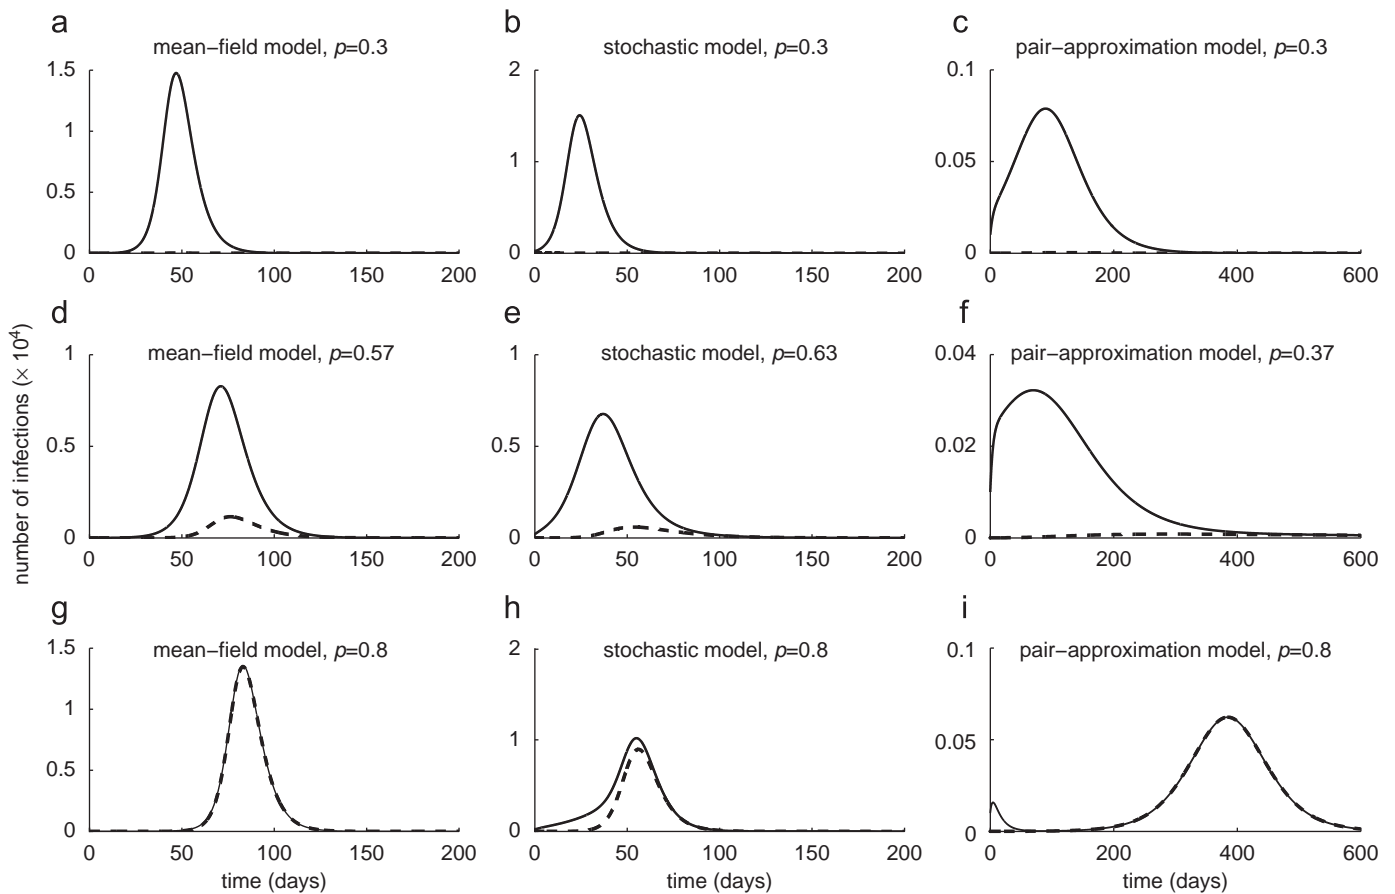 a
mean−field model, p=0.3
1.5
1
0.5
0
0 50 100 150 200
b
stochastic model, p=0.3
2
1
0
0 50 100 150 200
c
pair−approximation model, p=0.3
0.1
0.05
0
0 200 400 600
number of infections (× 10⁴)
d
mean−field model, p=0.57
1
0.5
0
0 50 100 150 200
e
stochastic model, p=0.63
1
0.5
0
0 50 100 150 200
f
pair−approximation model, p=0.37
0.04
0.02
0
0 200 400 600
g
mean−field model, p=0.8
1.5
1
0.5
0
0 50 100 150 200
time (days)
h
stochastic model, p=0.8
2
1
0
0 50 100 150 200
time (days)
i
pair−approximation model, p=0.8
0.1
0.05
0
0 200 400 600
time (days)